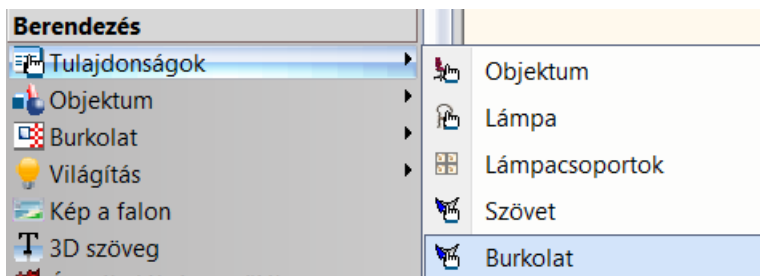 Berendezés
Tulajdonságok
Objektum
Burkolat
Világítás
Kép a falon
3D szöveg
Objektum
Lámpa
Lámpacsoportok
Szövet
Burkolat